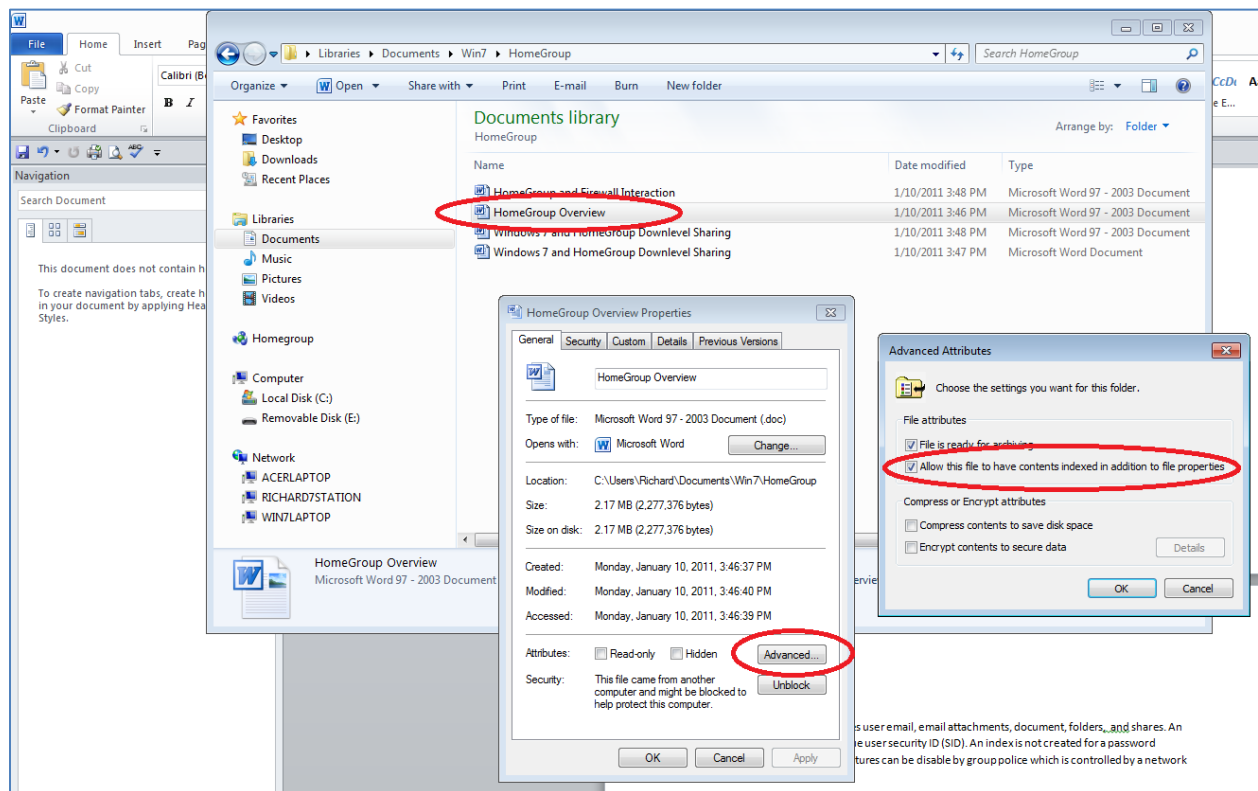 File Home Insert Pag
Cut
Copy
Format Painter
Paste
Clipboard
Calibri (B
B I
Navigation
Search Document
This document does not contain h
To create navigation tabs, create h
in your document by applying Hea
Styles.
Libraries Documents Win7 HomeGroup
Search HomeGroup
Organize Open Share with Print E-mail Burn New folder
Favorites
Desktop
Downloads
Recent Places
Libraries
Documents
Music
Pictures
Videos
Homegroup
Computer
Local Disk (C:)
Removable Disk (E:)
Network
ACERLAPTOP
RICHARD7STATION
WIN7LAPTOP
Documents library
HomeGroup
Arrange by: Folder
Name Date modified Type
HomeGroup and Firewall Interaction 1/10/2011 3:48 PM Microsoft Word 97 - 2003 Document
HomeGroup Overview 1/10/2011 3:46 PM Microsoft Word 97 - 2003 Document
Windows 7 and HomeGroup Downlevel Sharing 1/10/2011 3:48 PM Microsoft Word 97 - 2003 Document
Windows 7 and HomeGroup Downlevel Sharing 1/10/2011 3:47 PM Microsoft Word Document
HomeGroup Overview
Microsoft Word 97 - 2003 Document
HomeGroup Overview Properties
General Security Custom Details Previous Versions
HomeGroup Overview
Type of file: Microsoft Word 97 - 2003 Document (.doc)
Opens with: Microsoft Word Change...
Location: C:\Users\Richard\Documents\Win7\HomeGroup
Size: 2.17 MB (2,277,376 bytes)
Size on disk: 2.17 MB (2,277,376 bytes)
Created: Monday, January 10, 2011, 3:46:37 PM
Modified: Monday, January 10, 2011, 3:46:40 PM
Accessed: Monday, January 10, 2011, 3:46:39 PM
Attributes: Read-only Hidden Advanced...
Security: This file came from another
computer and might be blocked to
help protect this computer.
Unblock
OK Cancel Apply
Advanced Attributes
Choose the settings you want for this folder.
File attributes
File is ready for archiving
Allow this file to have contents indexed in addition to file properties
Compress or Encrypt attributes
Compress contents to save disk space
Encrypt contents to secure data
Details
OK Cancel
s user email, email attachments, document, folders, and shares. An
e user security ID (SID). An index is not created for a password
tures can be disable by group police which is controlled by a network